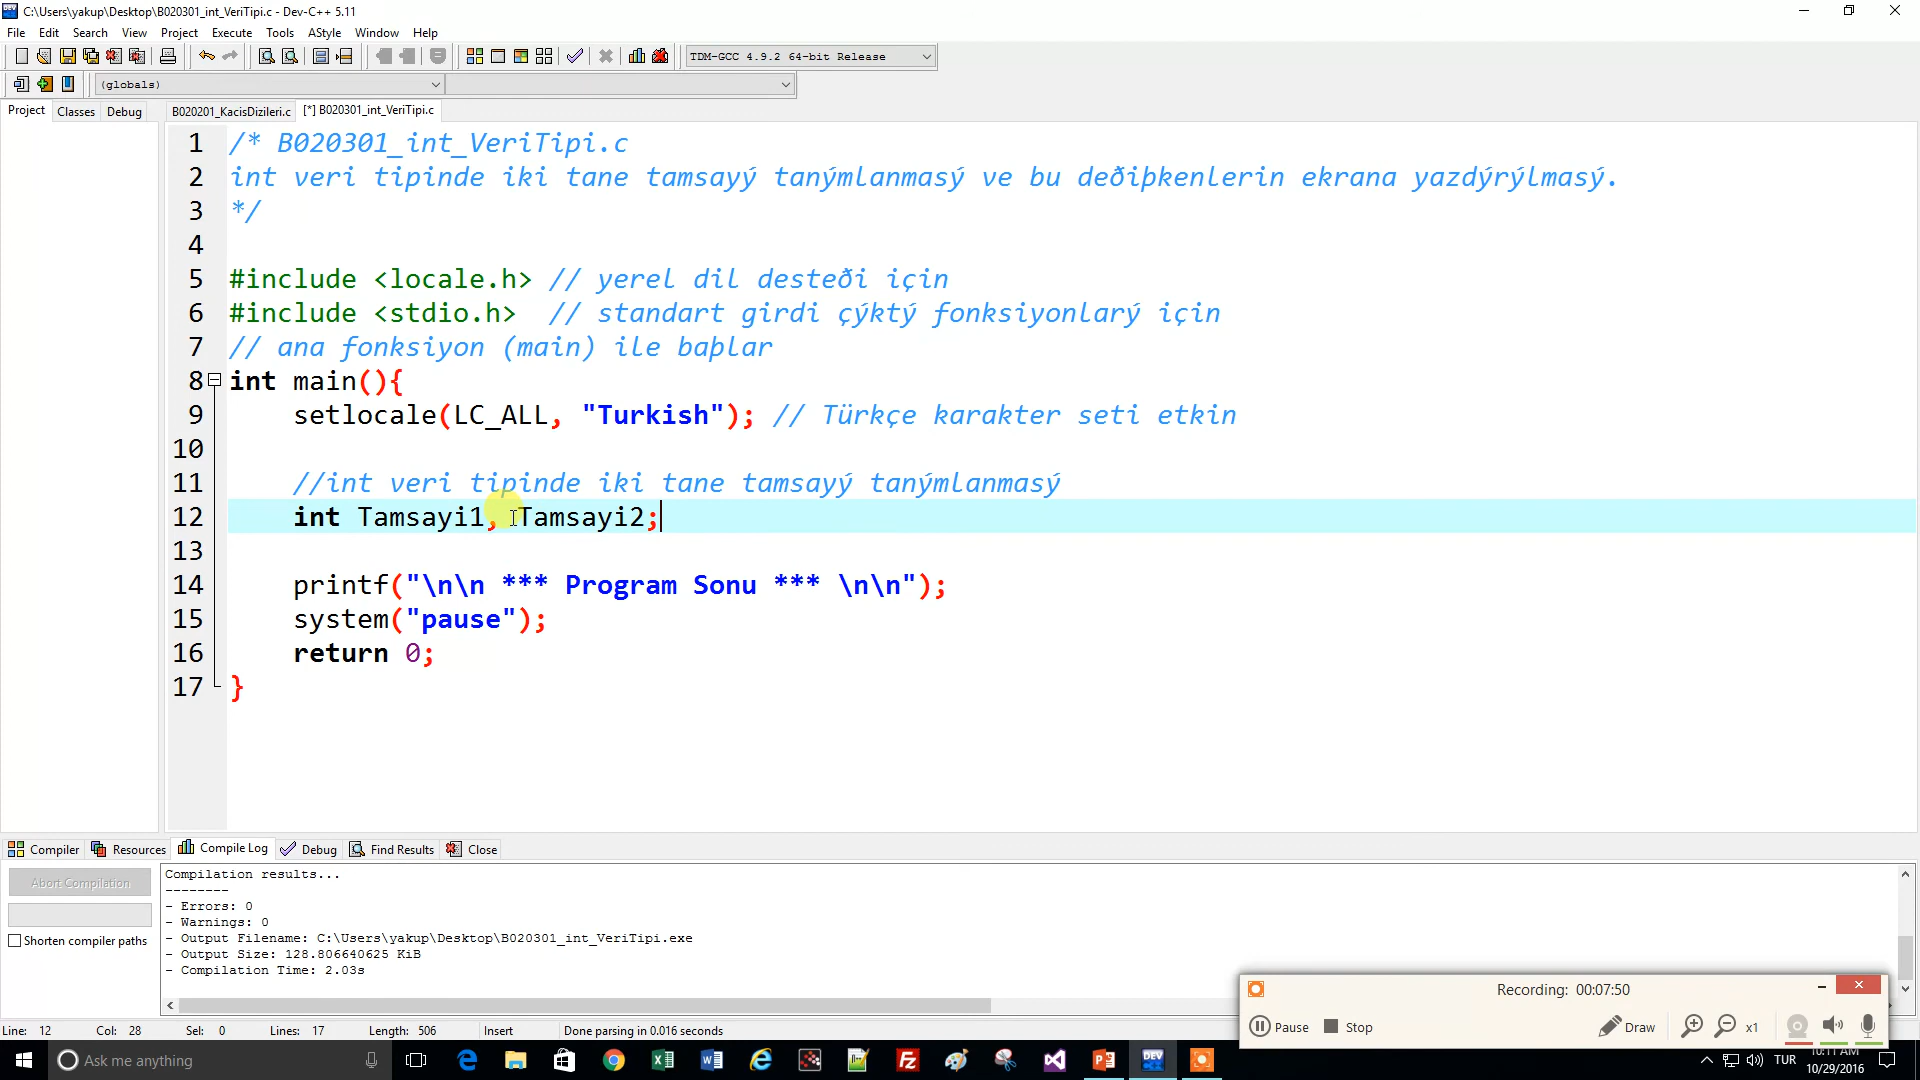 C:\Users\yakup\Desktop\B020301_int_VeriTipi.c - Dev-C++ 5.11
File Edit Search View Project Execute Tools AStyle Window Help
TDM-GCC 4.9.2 64-bit Release
(globals)
Project Classes Debug B020201_KacisDizileri.c [*] B020301_int_VeriTipi.c
1 /* B020301_int_VeriTipi.c
2 int veri tipinde iki tane tamsayý tanýmlanmasý ve bu deðiþkenlerin ekrana yazdýrýlmasý.
3 */
4
5 #include <locale.h> // yerel dil desteði için
6 #include <stdio.h> // standart girdi çýktý fonksiyonlarý için
7 // ana fonksiyon (main) ile baþlar
8 int main(){
9 setlocale(LC_ALL, "Turkish"); // Türkçe karakter seti etkin
10
11 //int veri tipinde iki tane tamsayý tanýmlanmasý
12 int Tamsayi1, Tamsayi2;
13
14 printf("\n\n *** Program Sonu *** \n\n");
15 system("pause");
16 return 0;
17 }
Compiler Resources Compile Log Debug Find Results Close
Abort Compilation
Shorten compiler paths
Compilation results...
--------
- Errors: 0
- Warnings: 0
- Output Filename: C:\Users\yakup\Desktop\B020301_int_VeriTipi.exe
- Output Size: 128.806640625 KiB
- Compilation Time: 2.03s
Recording: 00:07:50
Pause Stop Draw x1
Line: 12 Col: 28 Sel: 0 Lines: 17 Length: 506 Insert Done parsing in 0.016 seconds
Ask me anything
TUR
10:11 AM
10/29/2016